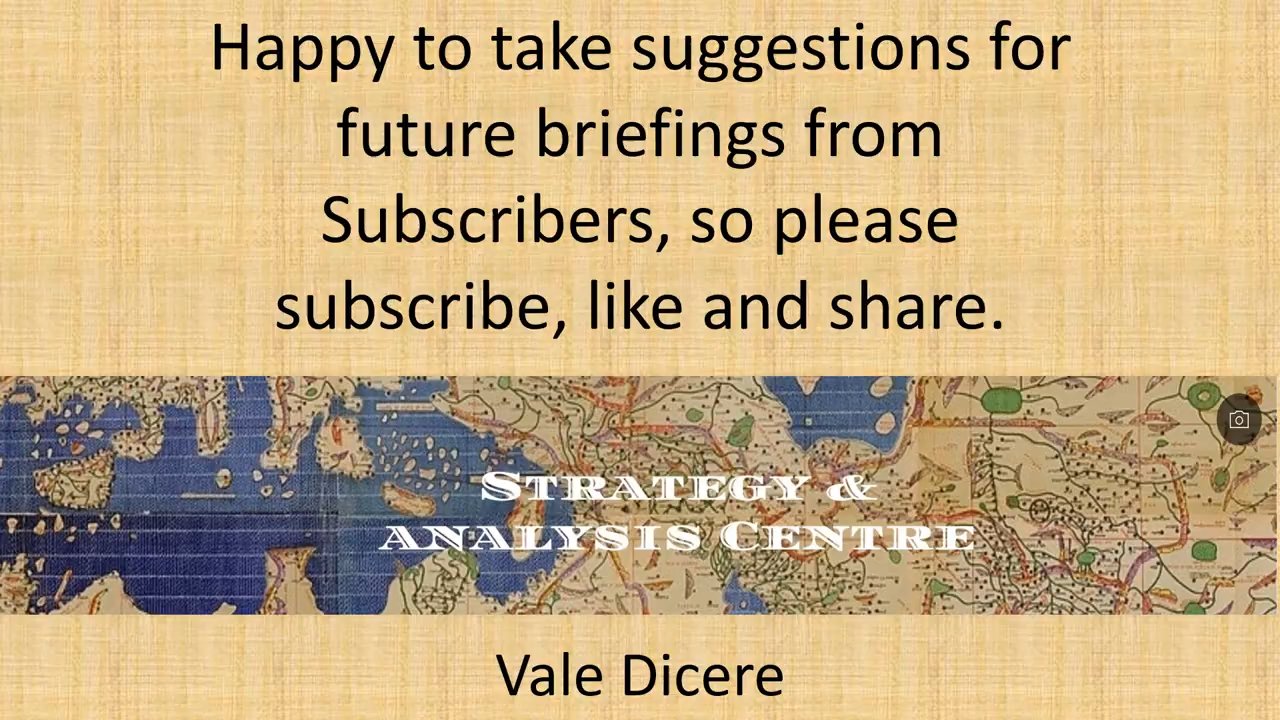 Happy to take suggestions for
future briefings from
Subscribers, so please
subscribe, like and share.
STRATEGY &
ANALYSIS CENTRE
Vale Dicere